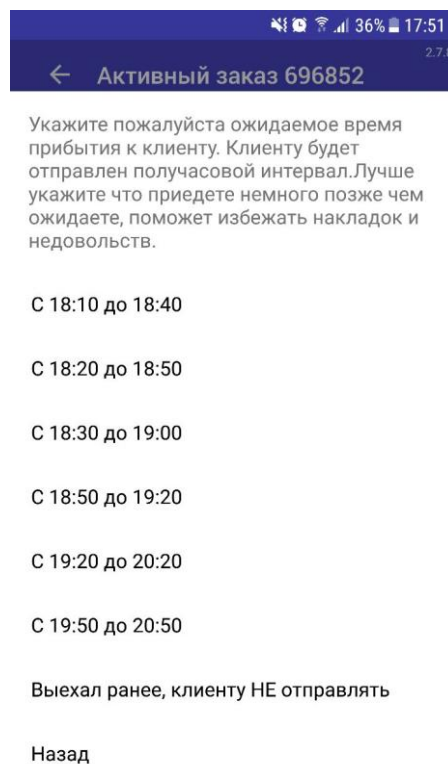 36% 17:51
2.7.
Активный заказ 696852
Укажите пожалуйста ожидаемое время
прибытия к клиенту. Клиенту будет
отправлен получасовой интервал.Лучше
укажите что приедете немного позже чем
ожидаете, поможет избежать накладок и
недовольств.
С 18:10 до 18:40
С 18:20 до 18:50
С 18:30 до 19:00
С 18:50 до 19:20
С 19:20 до 20:20
С 19:50 до 20:50
Выехал ранее, клиенту НЕ отправлять
Назад